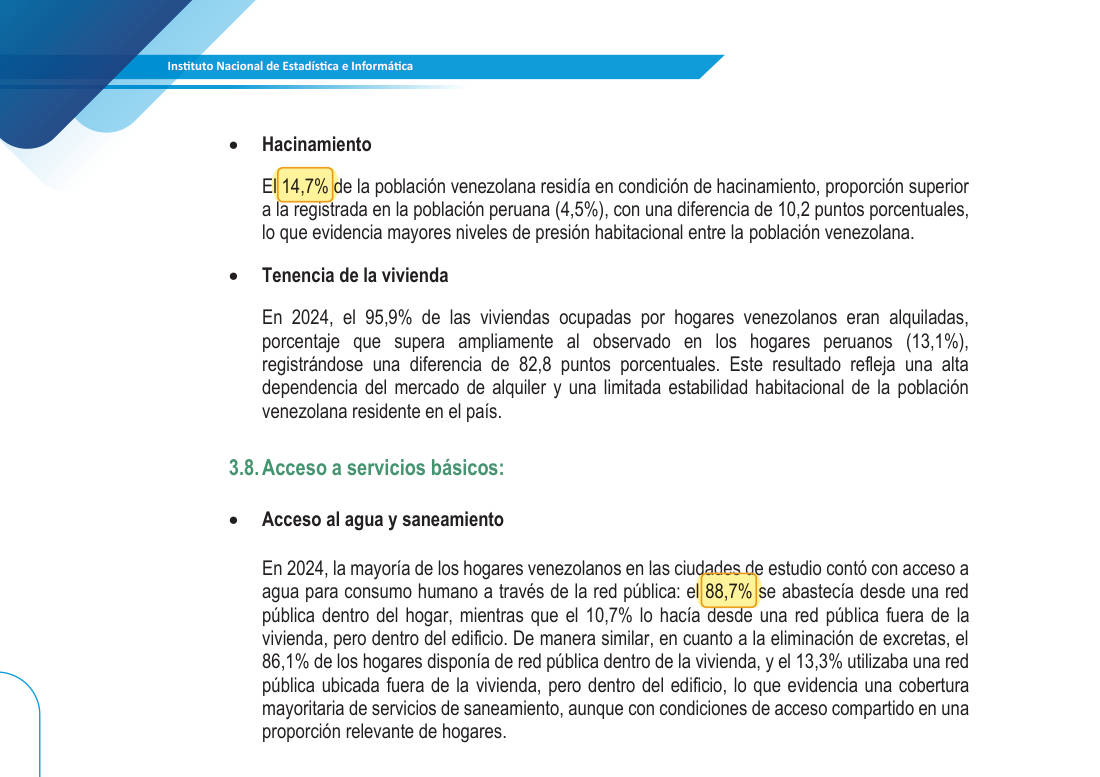 Instituto Nacional de Estadística e Informática
• Hacinamiento
El 14,7% de la población venezolana residía en condición de hacinamiento, proporción superior
a la registrada en la población peruana (4,5%), con una diferencia de 10,2 puntos porcentuales,
lo que evidencia mayores niveles de presión habitacional entre la población venezolana.
• Tenencia de la vivienda
En 2024, el 95,9% de las viviendas ocupadas por hogares venezolanos eran alquiladas,
porcentaje que supera ampliamente al observado en los hogares peruanos (13,1%),
registrándose una diferencia de 82,8 puntos porcentuales. Este resultado refleja una alta
dependencia del mercado de alquiler y una limitada estabilidad habitacional de la población
venezolana residente en el país.
3.8. Acceso a servicios básicos:
• Acceso al agua y saneamiento
En 2024, la mayoría de los hogares venezolanos en las ciudades de estudio contó con acceso a
agua para consumo humano a través de la red pública: el 88,7% se abastecía desde una red
pública dentro del hogar, mientras que el 10,7% lo hacía desde una red pública fuera de la
vivienda, pero dentro del edificio. De manera similar, en cuanto a la eliminación de excretas, el
86,1% de los hogares disponía de red pública dentro de la vivienda, y el 13,3% utilizaba una red
pública ubicada fuera de la vivienda, pero dentro del edificio, lo que evidencia una cobertura
mayoritaria de servicios de saneamiento, aunque con condiciones de acceso compartido en una
proporción relevante de hogares.